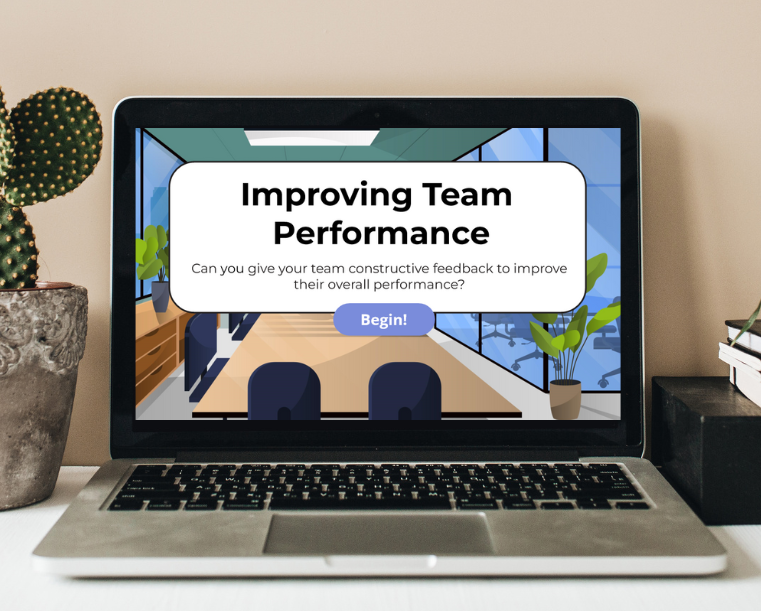 Improving Team
Performance
Can you give your team constructive feedback to improve
their overall performance?
Begin!